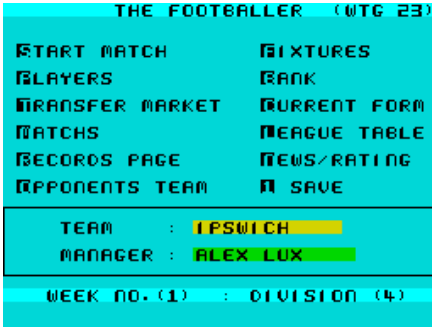 THE FOOTBALLER (WTG 23)
START MATCH FIXTURES
PLAYERS BANK
TRANSFER MARKET CURRENT FORM
LEAGUE TABLE
RECORDS PAGE NEWS/RATING
OPPONENTS TEAM SAVE
TEAM : IPSWICH
MANAGER : ALEX LUX
WEEK NO.(1) : DIVISION (4)